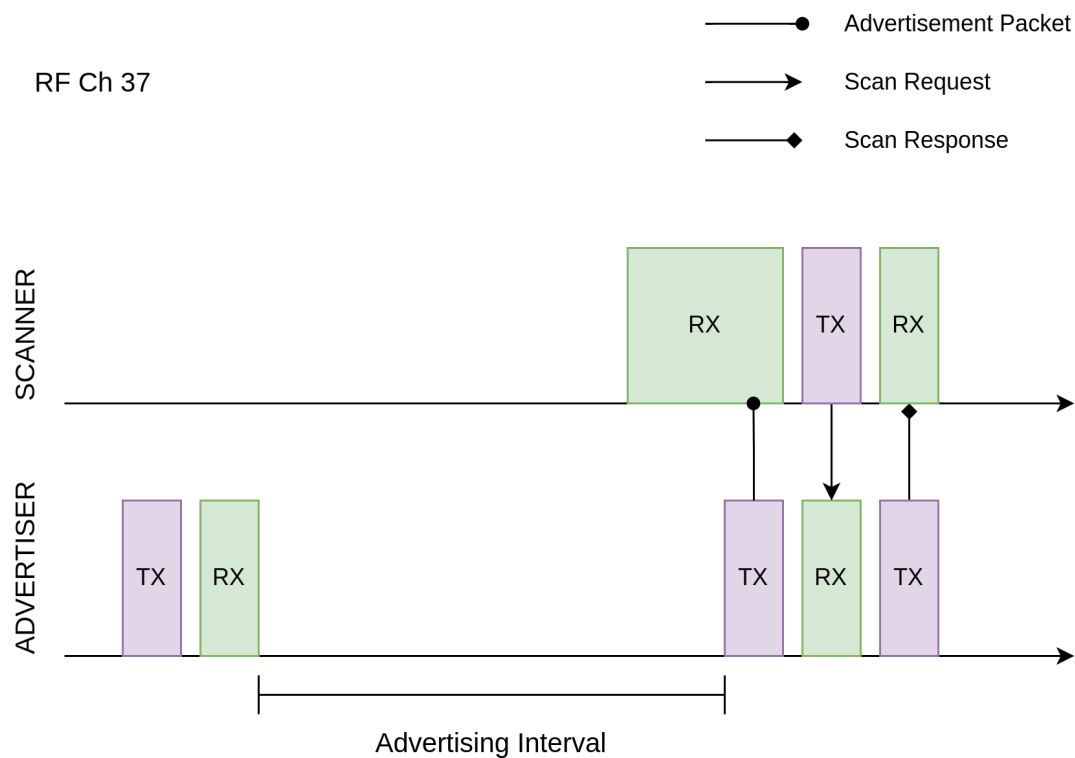 Advertisement Packet
RF Ch 37
Scan Request
Scan Response
SCANNER
RX
TX
RX
ADVERTISER
TX
RX
TX
RX
TX
Advertising Interval